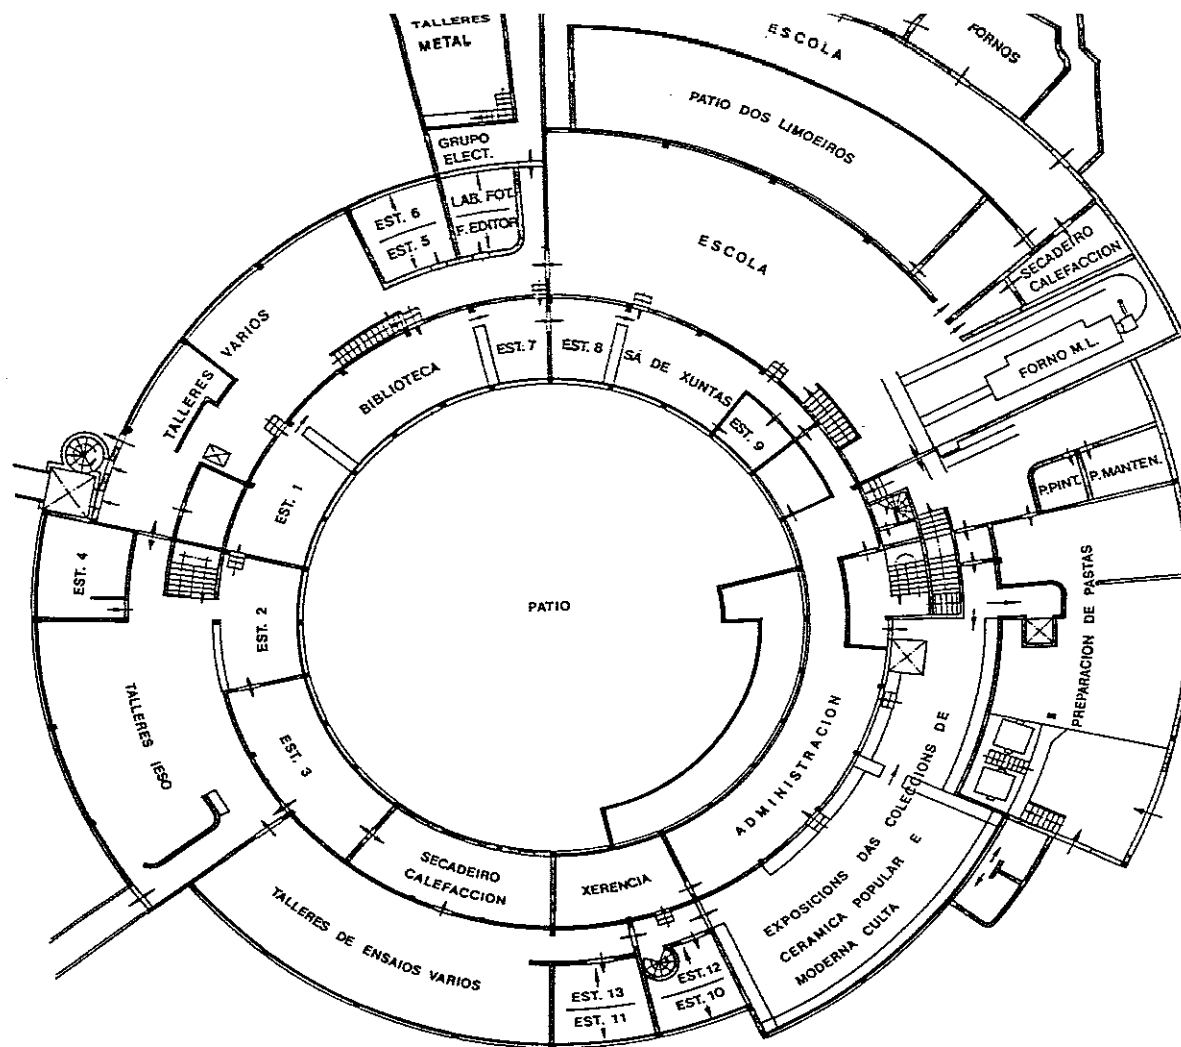 TALLERES
METAL
ESCOLA
FORNOS
PATIO DOS LIMOEIROS
GRUPO
ELECT.
LAB. FOT.
F. EDITOR
EST. 6
EST. 5
ESCOLA
SECADEIRO
CALEFACCION
TALLERES VARIOS
BIBLIOTECA
EST. 7
EST. 8
SÁ DE XUNTAS
EST. 9
FORNO M.L.
P.PINT.
P. MANTEN.
EST. 1
EST. 4
EST. 2
PATIO
PREPARACION DE PASTAS
TALLERES IESO
EST. 3
ADMINISTRACION
SECADEIRO
CALEFACCION
XERENCIA
EXPOSICIONS DAS COLECCIONS DE
CERAMICA POPULAR E
MODERNA CULTA
TALLERES DE ENSAIOS VARIOS
EST. 13
EST. 11
EST. 12
EST. 10